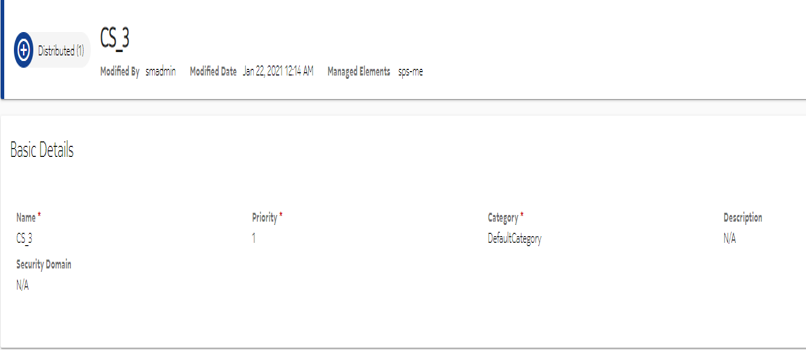 CS_3
Distributed (1)
Modified By smadmin Modified Date Jan 22, 2021 12:14 AM Managed Elements sps-me
Basic Details
Name * Priority * Category * Description
CS_3 1 DefaultCategory N/A
Security Domain
N/A